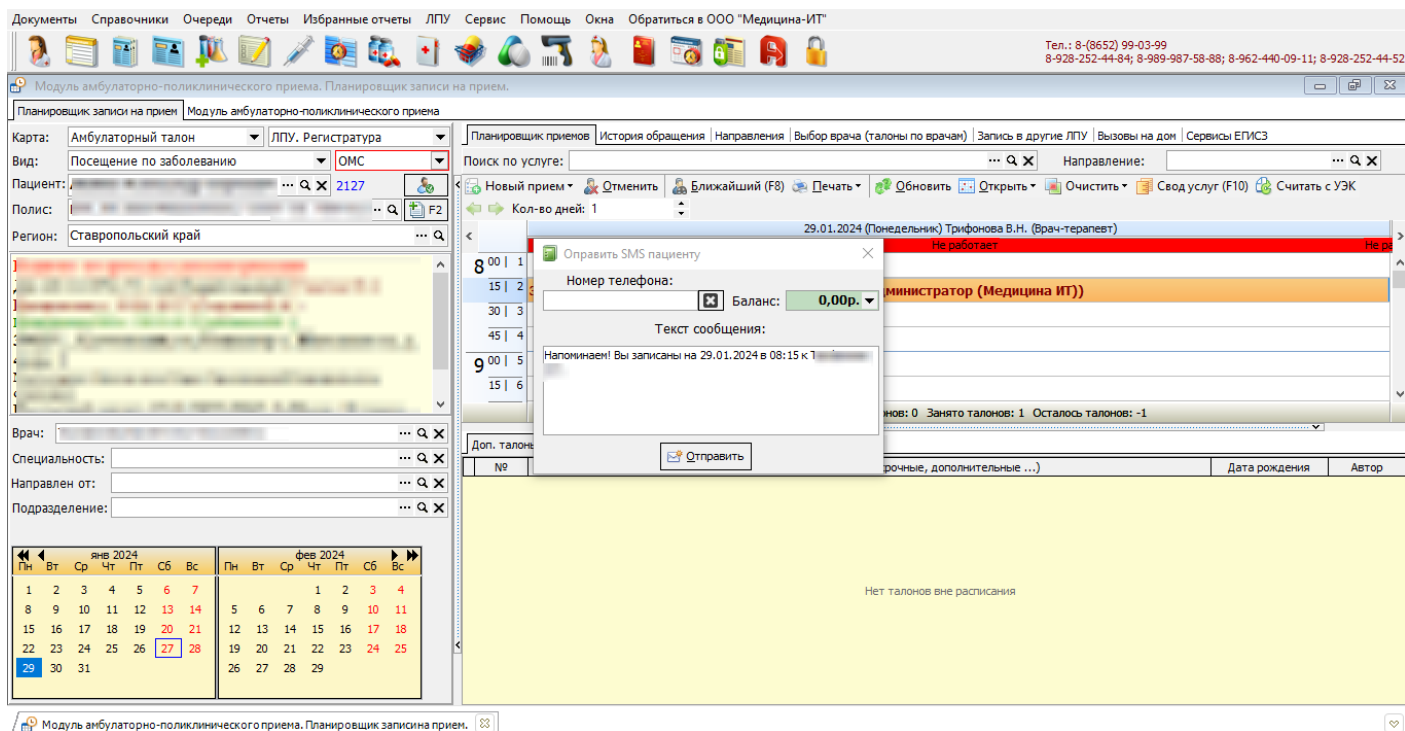 Документы Справочники Очереди Отчеты Избранные отчеты ЛПУ Сервис Помощь Окна Обратиться в ООО "Медицина-ИТ"
Тел.: 8-(8652) 99-03-99
8-928-252-44-84; 8-989-987-58-88; 8-962-440-09-11; 8-928-252-44-52
Модуль амбулаторно-поликлинического приема. Планировщик записи на прием.
Планировщик записи на прием Модуль амбулаторно-поликлинического приема
Карта: Амбулаторный талон ЛПУ. Регистратура
Вид: Посещение по заболеванию ОМС
Пациент: 2127
Полис: F2
Регион: Ставропольский край
Врач:
Специальность:
Направлен от:
Подразделение:
янв 2024 фев 2024
Пн Вт Ср Чт Пт Сб Вс Пн Вт Ср Чт Пт Сб Вс
1 2 3 4 5 6 7 1 2 3 4
8 9 10 11 12 13 14 5 6 7 8 9 10 11
15 16 17 18 19 20 21 12 13 14 15 16 17 18
22 23 24 25 26 27 28 19 20 21 22 23 24 25
29 30 31 26 27 28 29
Планировщик приемов История обращения Направления Выбор врача (талоны по врачам) Запись в другие ЛПУ Вызовы на дом Сервисы ЕГИСЗ
Поиск по услуге: Направление:
Новый прием Отменить Ближайший (F8) Печать Обновить Открыть Очистить Свод услуг (F10) Считать с УЭК
Кол-во дней: 1
29.01.2024 (Понедельник) Трифонова В.Н. (Врач-терапевт)
Не работает Не ра
8 00 | 1
15 | 2 министратор (Медицина ИТ))
30 | 3
45 | 4
9 00 | 5
15 | 6
нов: 0 Занято талонов: 1 Осталось талонов: -1
Оправить SMS пациенту
Номер телефона:
Баланс: 0,00р.
Текст сообщения:
Напоминаем! Вы записаны на 29.01.2024 в 08:15 к Т
Отправить
Доп. талоны
№ рочные, дополнительные ...) Дата рождения Автор
Нет талонов вне расписания
Модуль амбулаторно-поликлинического приема. Планировщик записи на прием.